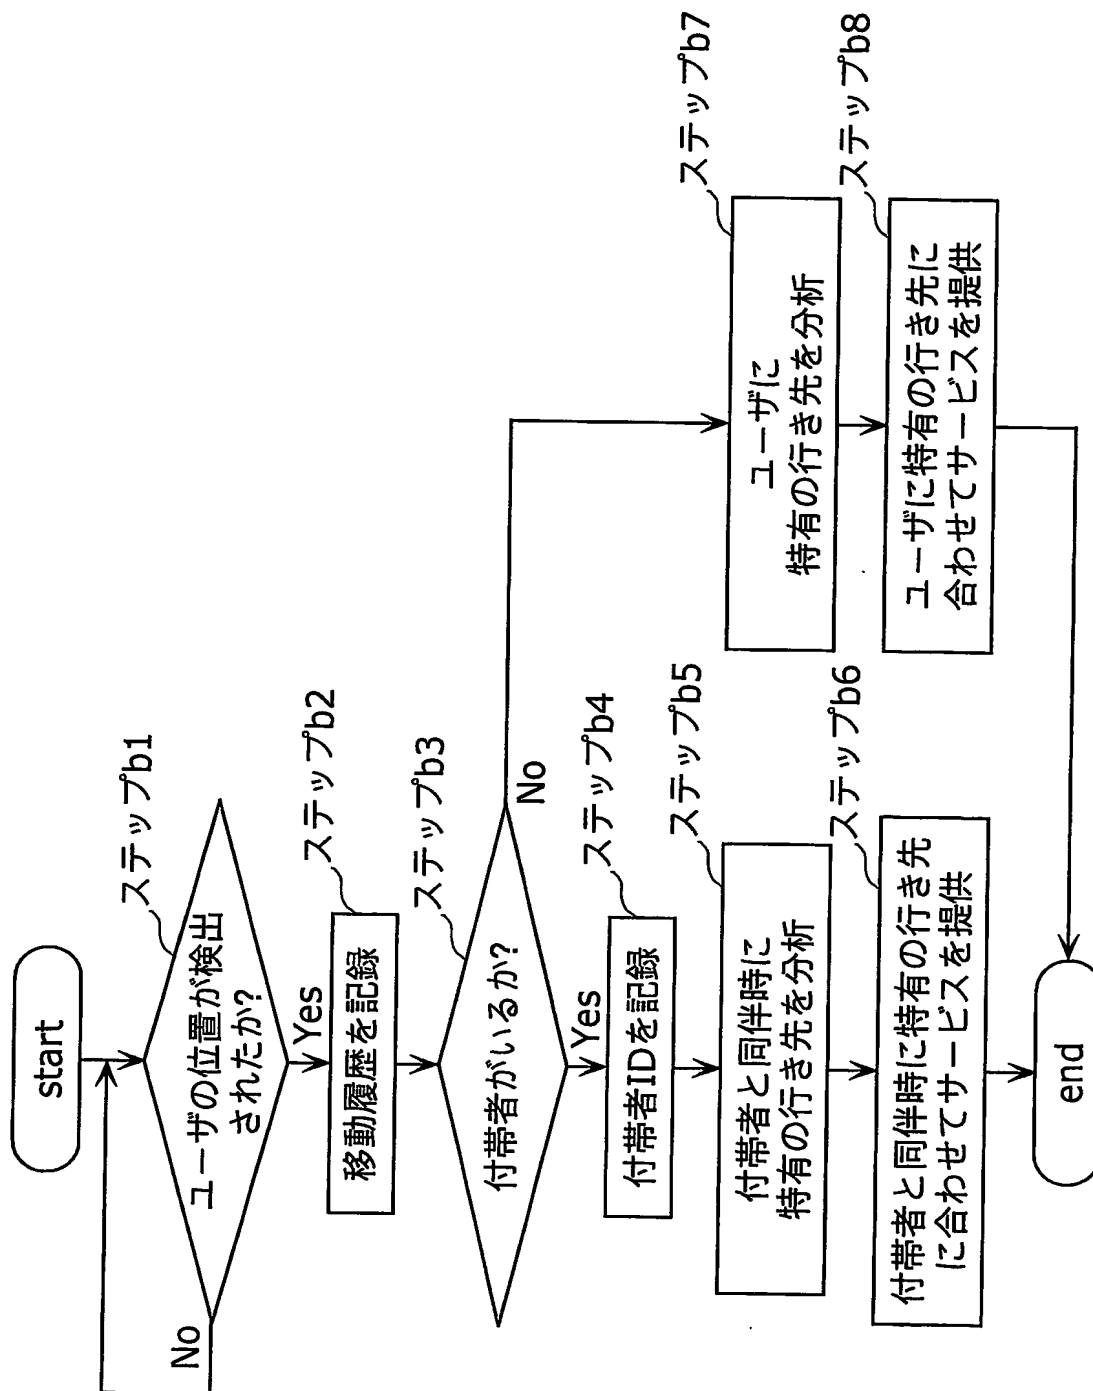 start
ステップb1
ユーザの位置が検出
されたか?
No
Yes
ステップb2
移動履歴を記録
ステップb3
付帯者がいるか?
No
Yes
ステップb4
付帯者IDを記録
ステップb5
付帯者と同伴時に
特有の行き先を分析
ステップb6
付帯者と同伴時に特有の行き先
に合わせてサービスを提供
ステップb7
ユーザに
特有の行き先を分析
ステップb8
ユーザに特有の行き先に
合わせてサービスを提供
end